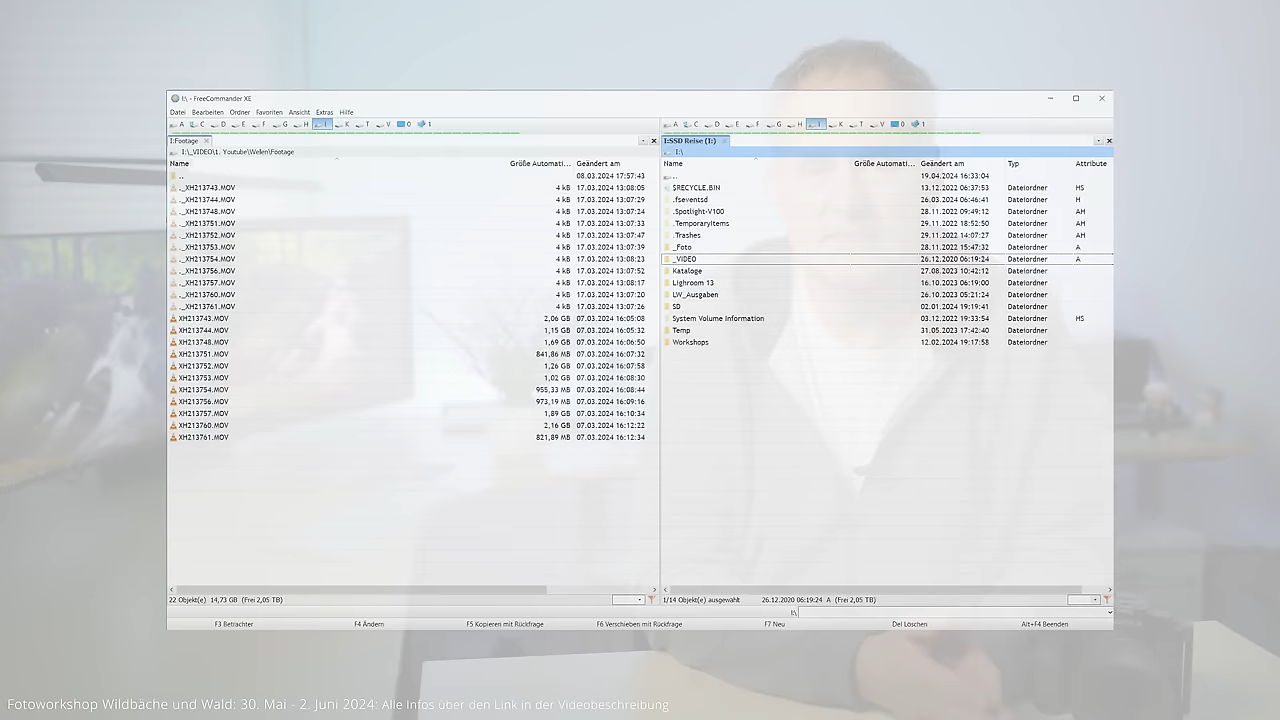 I:\ - FreeCommander XE
Datei Bearbeiten Ordner Favoriten Ansicht Extras Hilfe
A C D E F G H I K T V 0 1
A C D E F G H I K T V 0 1
I:Footage
I:\_VIDEO\1. Youtube\Wellen\Footage
Name Größe Automati... Geändert am
.. 08.03.2024 17:57:43
._XH213743.MOV 4 kB 17.03.2024 13:08:05
._XH213744.MOV 4 kB 17.03.2024 13:07:29
._XH213748.MOV 4 kB 17.03.2024 13:07:24
._XH213751.MOV 4 kB 17.03.2024 13:07:33
._XH213752.MOV 4 kB 17.03.2024 13:07:47
._XH213753.MOV 4 kB 17.03.2024 13:07:39
._XH213754.MOV 4 kB 17.03.2024 13:08:23
._XH213756.MOV 4 kB 17.03.2024 13:07:52
._XH213757.MOV 4 kB 17.03.2024 13:08:17
._XH213760.MOV 4 kB 17.03.2024 13:07:20
._XH213761.MOV 4 kB 17.03.2024 13:07:26
XH213743.MOV 2,06 GB 07.03.2024 16:05:08
XH213744.MOV 1,15 GB 07.03.2024 16:05:32
XH213748.MOV 1,69 GB 07.03.2024 16:06:50
XH213751.MOV 841,86 MB 07.03.2024 16:07:32
XH213752.MOV 1,26 GB 07.03.2024 16:07:58
XH213753.MOV 1,02 GB 07.03.2024 16:08:30
XH213754.MOV 955,33 MB 07.03.2024 16:08:44
XH213756.MOV 973,19 MB 07.03.2024 16:09:16
XH213757.MOV 1,89 GB 07.03.2024 16:10:34
XH213760.MOV 2,16 GB 07.03.2024 16:12:22
XH213761.MOV 821,89 MB 07.03.2024 16:12:34
22 Objekt(e) 14,73 GB (Frei 2,05 TB)
I:SSD Reise (I:)
I:\
Name Größe Automati... Geändert am Typ Attribute
.. 19.04.2024 16:33:04
$RECYCLE.BIN 13.12.2022 06:37:53 Dateiordner HS
.fseventsd 26.03.2024 06:46:41 Dateiordner H
.Spotlight-V100 28.11.2022 09:49:12 Dateiordner AH
.TemporaryItems 29.11.2022 18:52:50 Dateiordner AH
.Trashes 29.11.2022 14:07:27 Dateiordner AH
_Foto 28.11.2022 15:47:32 Dateiordner A
_VIDEO 26.12.2020 06:19:24 Dateiordner A
Kataloge 27.08.2023 10:42:12 Dateiordner
Lighroom 13 16.10.2023 06:19:00 Dateiordner
LW_Ausgaben 26.10.2023 05:21:24 Dateiordner
SD 02.01.2024 19:19:41 Dateiordner
System Volume Information 03.12.2022 19:33:54 Dateiordner HS
Temp 31.05.2023 17:42:40 Dateiordner
Workshops 12.02.2024 19:17:58 Dateiordner
1/14 Objekt(e) ausgewählt 26.12.2020 06:19:24 A (Frei 2,05 TB)
I:\
F3 Betrachter F4 Ändern F5 Kopieren mit Rückfrage F6 Verschieben mit Rückfrage F7 Neu Del Löschen Alt+F4 Beenden
Fotoworkshop Wildbäche und Wald: 30. Mai - 2. Juni 2024: Alle Infos über den Link in der Videobeschreibung